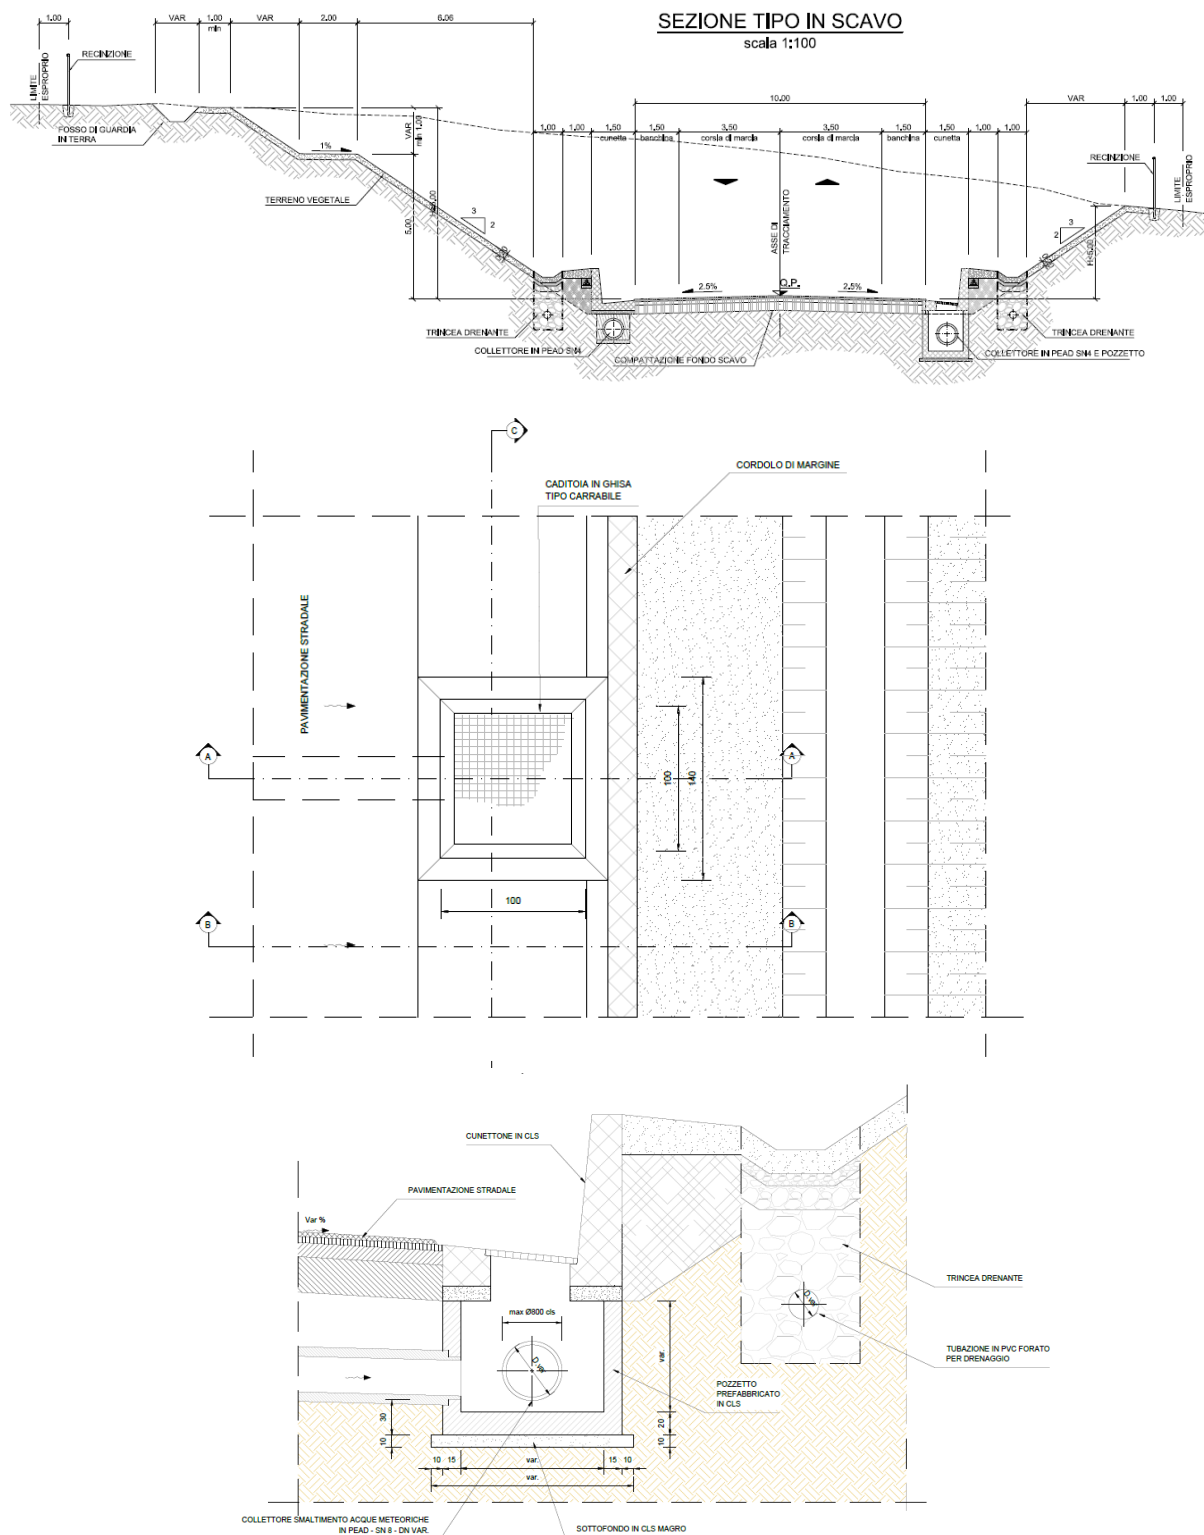 SEZIONE TIPO IN SCAVO
scala 1:100
1.00
VAR
1.00
min
VAR
2.00
6.06
RECINZIONE
LIMITE
ESPROPRIO
FOSSO DI GUARDIA
IN TERRA
1%
TERRENO VEGETALE
3
2
VAR
min 1.00
5.00
H>5.00
10.00
1,00
1,00
1,50
1,50
3,50
3,50
1,50
1,50
1,00
1,00
cunetta
banchina
corsia di marcia
corsia di marcia
banchina
cunetta
VAR
1.00
1.00
RECINZIONE
LIMITE
ESPROPRIO
3
2
H<5.00
ASSE DI
TRACCIAMENTO
Q.P.
2.5%
2,5%
TRINCEA DRENANTE
COLLETTORE IN PEAD SN4
COMPATTAZIONE FONDO SCAVO
TRINCEA DRENANTE
COLLETTORE IN PEAD SN4 E POZZETTO
C
CORDOLO DI MARGINE
CADITOIA IN GHISA
TIPO CARRABILE
PAVIMENTAZIONE STRADALE
A
A
100
140
100
B
B
CUNETTONE IN CLS
PAVIMENTAZIONE STRADALE
Var %
TRINCEA DRENANTE
max Ø800 cls
D. var
D. var
var.
TUBAZIONE IN PVC FORATO
PER DRENAGGIO
POZZETTO
PREFABBRICATO
IN CLS
30
10
20
10
10
15
var.
15
10
var.
COLLETTORE SMALTIMENTO ACQUE METEORICHE
IN PEAD - SN 8 - DN VAR.
SOTTOFONDO IN CLS MAGRO